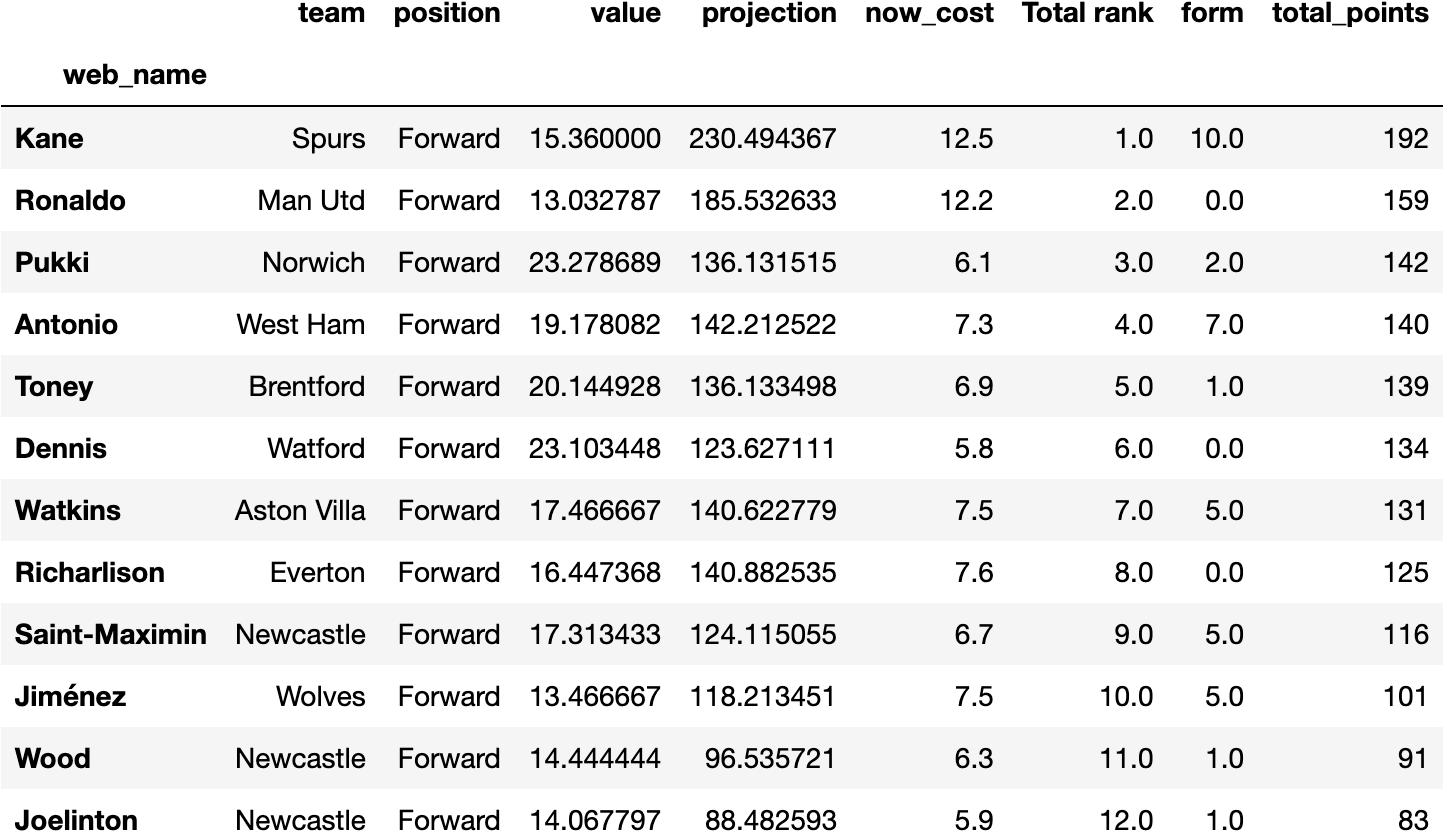 team position value projection now_cost Total rank form total_points
web_name
Kane Spurs Forward 15.360000 230.494367 12.5 1.0 10.0 192
Ronaldo Man Utd Forward 13.032787 185.532633 12.2 2.0 0.0 159
Pukki Norwich Forward 23.278689 136.131515 6.1 3.0 2.0 142
Antonio West Ham Forward 19.178082 142.212522 7.3 4.0 7.0 140
Toney Brentford Forward 20.144928 136.133498 6.9 5.0 1.0 139
Dennis Watford Forward 23.103448 123.627111 5.8 6.0 0.0 134
Watkins Aston Villa Forward 17.466667 140.622779 7.5 7.0 5.0 131
Richarlison Everton Forward 16.447368 140.882535 7.6 8.0 0.0 125
Saint-Maximin Newcastle Forward 17.313433 124.115055 6.7 9.0 5.0 116
Jiménez Wolves Forward 13.466667 118.213451 7.5 10.0 5.0 101
Wood Newcastle Forward 14.444444 96.535721 6.3 11.0 1.0 91
Joelinton Newcastle Forward 14.067797 88.482593 5.9 12.0 1.0 83